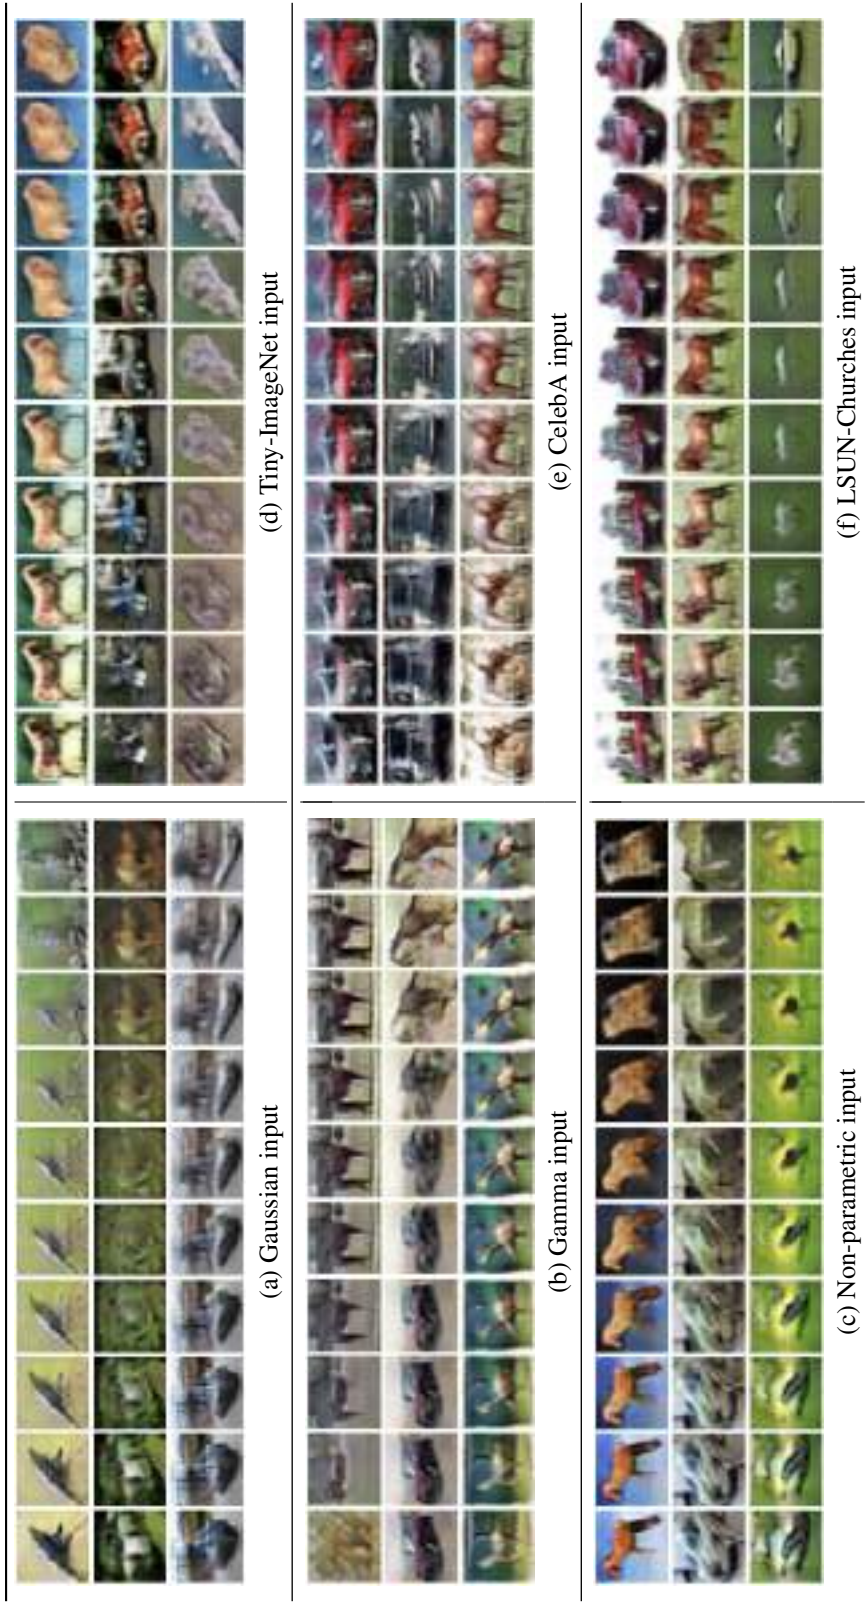 (a) Gaussian input
(b) Gamma input
(c) Non-parametric input
(d) Tiny-ImageNet input
(e) CelebA input
(f) LSUN-Churches input